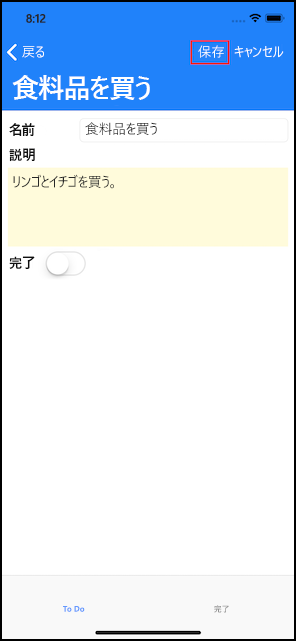 8:12
戻る 保存 キャンセル
食料品を買う
名前 食料品を買う
説明
リンゴとイチゴを買う。
完了
To Do 完了